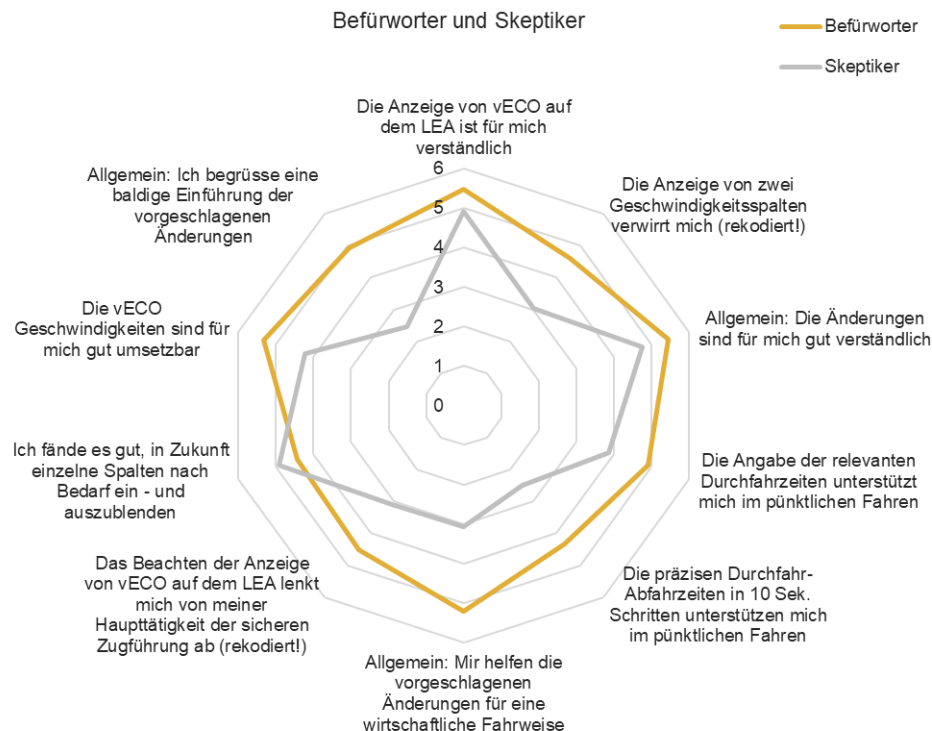 Befürworter und Skeptiker
Befürworter
Skeptiker
Die Anzeige von vECO auf
dem LEA ist für mich
verständlich
Die Anzeige von zwei
Geschwindigkeitsspalten
verwirrt mich (rekodiert!)
Allgemein: Die Änderungen
sind für mich gut verständlich
Die Angabe der relevanten
Durchfahrzeiten unterstützt
mich im pünktlichen Fahren
Die präzisen Durchfahr-
Abfahrzeiten in 10 Sek.
Schritten unterstützen mich
im pünktlichen Fahren
Allgemein: Mir helfen die
vorgeschlagenen
Änderungen für eine
wirtschaftliche Fahrweise
Das Beachten der Anzeige
von vECO auf dem LEA lenkt
mich von meiner
Haupttätigkeit der sicheren
Zugführung ab (rekodiert!)
Ich fände es gut, in Zukunft
einzelne Spalten nach
Bedarf ein - und
auszublenden
Die vECO
Geschwindigkeiten sind für
mich gut umsetzbar
Allgemein: Ich begrüsse eine
baldige Einführung der
vorgeschlagenen
Änderungen
6
5
4
3
2
1
0